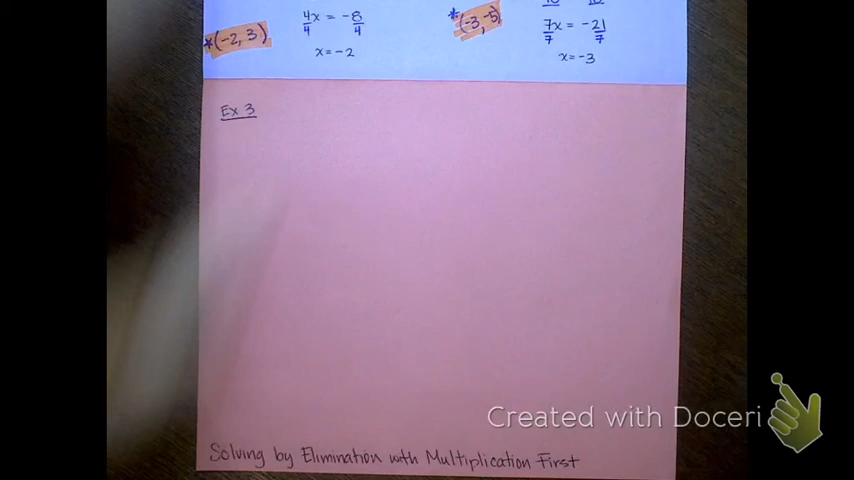 4x = -8
4 4
x = -2
*(-2, 3)
*(-3, -5)
7x = -21
7 7
x = -3
Ex 3
Created with Doceri
Solving by Elimination with Multiplication First